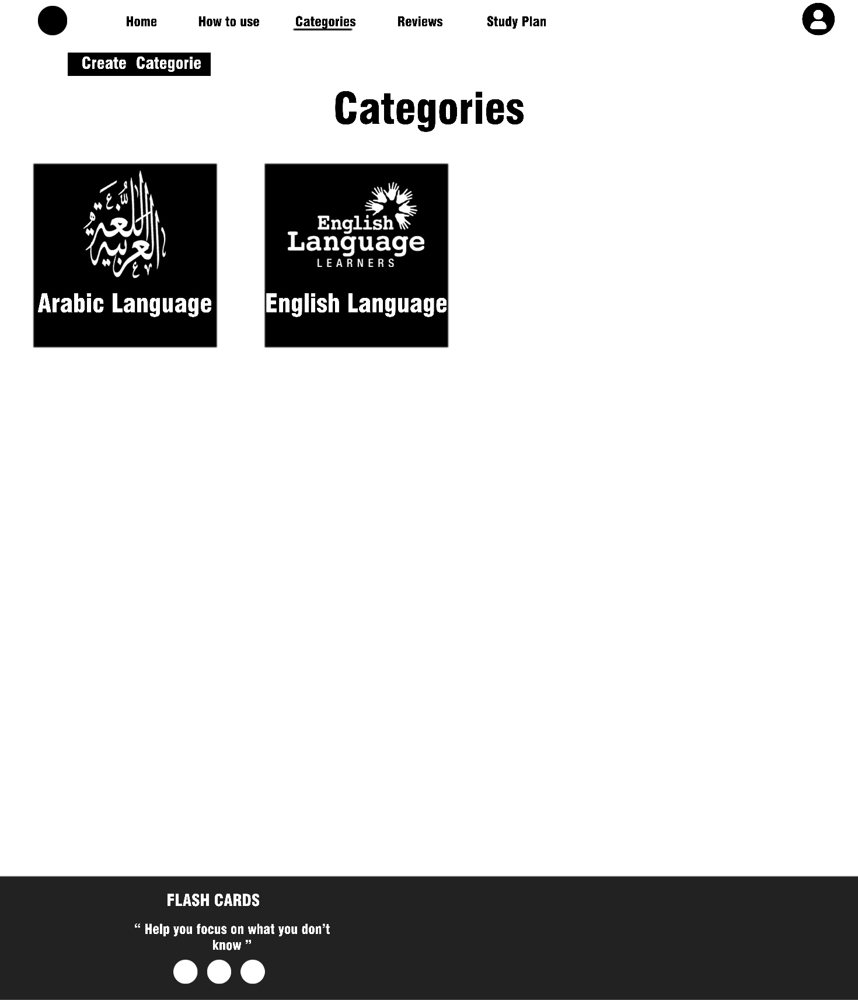 Home How to use Categories Reviews Study Plan
Create Categorie
Categories
اللغة العربية
Arabic Language
English
Language
LEARNERS
English Language
FLASH CARDS
“ Help you focus on what you don’t
know ”